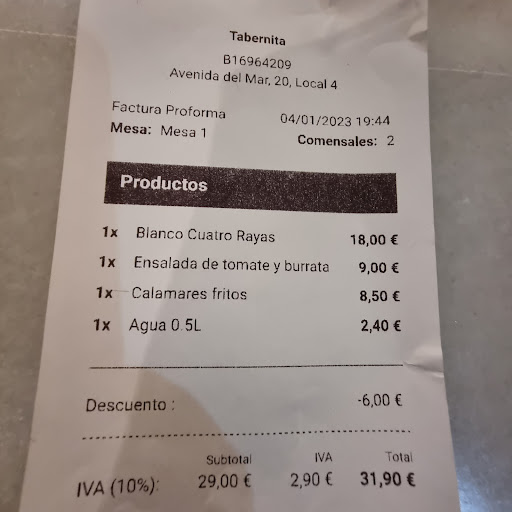 Tabernita
B16964209
Avenida del Mar, 20, Local 4
Factura Proforma 04/01/2023 19:44
Mesa: Mesa 1 Comensales: 2
Productos
1x Blanco Cuatro Rayas 18,00 €
1x Ensalada de tomate y burrata 9,00 €
1x Calamares fritos 8,50 €
1x Agua 0.5L 2,40 €
Descuento : -6,00 €
Subtotal IVA Total
IVA (10%): 29,00 € 2,90 € 31,90 €